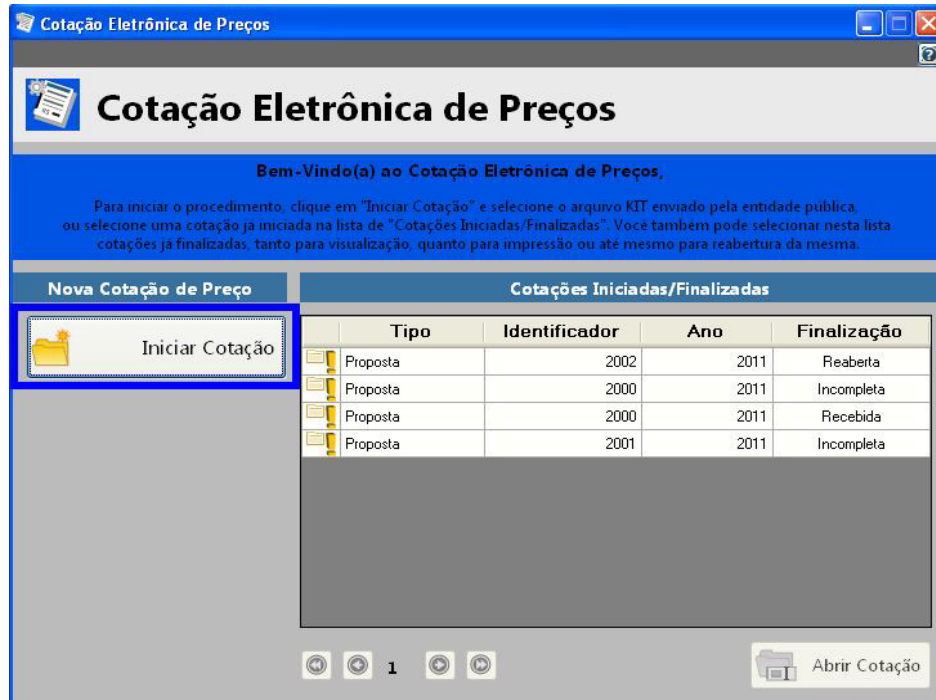 Cotação Eletrônica de Preços
Cotação Eletrônica de Preços
Bem-Vindo(a) ao Cotação Eletrônica de Preços,
Para iniciar o procedimento, clique em "Iniciar Cotação" e selecione o arquivo KIT enviado pela entidade pública,
ou selecione uma cotação já iniciada na lista de "Cotações Iniciadas/Finalizadas". Você também pode selecionar nesta lista
cotações já finalizadas, tanto para visualização, quanto para impressão ou até mesmo para reabertura da mesma.
Nova Cotação de Preço
Iniciar Cotação
Cotações Iniciadas/Finalizadas
Tipo Identificador Ano Finalização
Proposta 2002 2011 Reaberta
Proposta 2000 2011 Incompleta
Proposta 2000 2011 Recebida
Proposta 2001 2011 Incompleta
1
Abrir Cotação